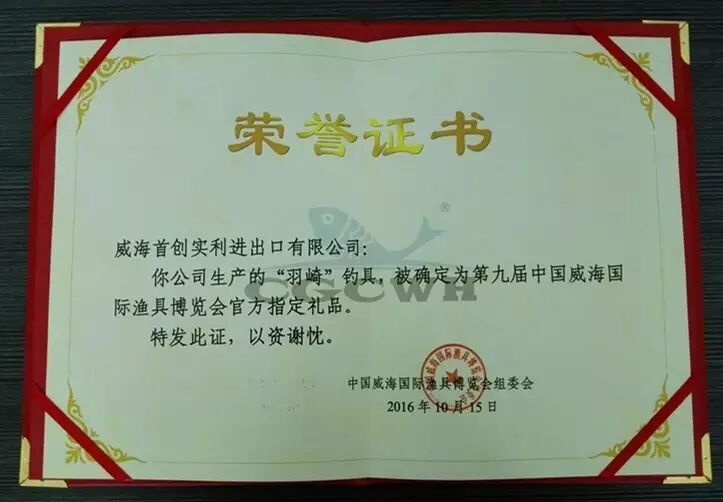 荣誉证书
®
威海首创实利进出口有限公司:
你公司生产的“羽崎”钓具,被确定为第九届中国威海国
际渔具博览会官方指定礼品。
CGCWH
特发此证,以资谢忱。
中国威海国际渔具博览会组委会
2016年10月15日